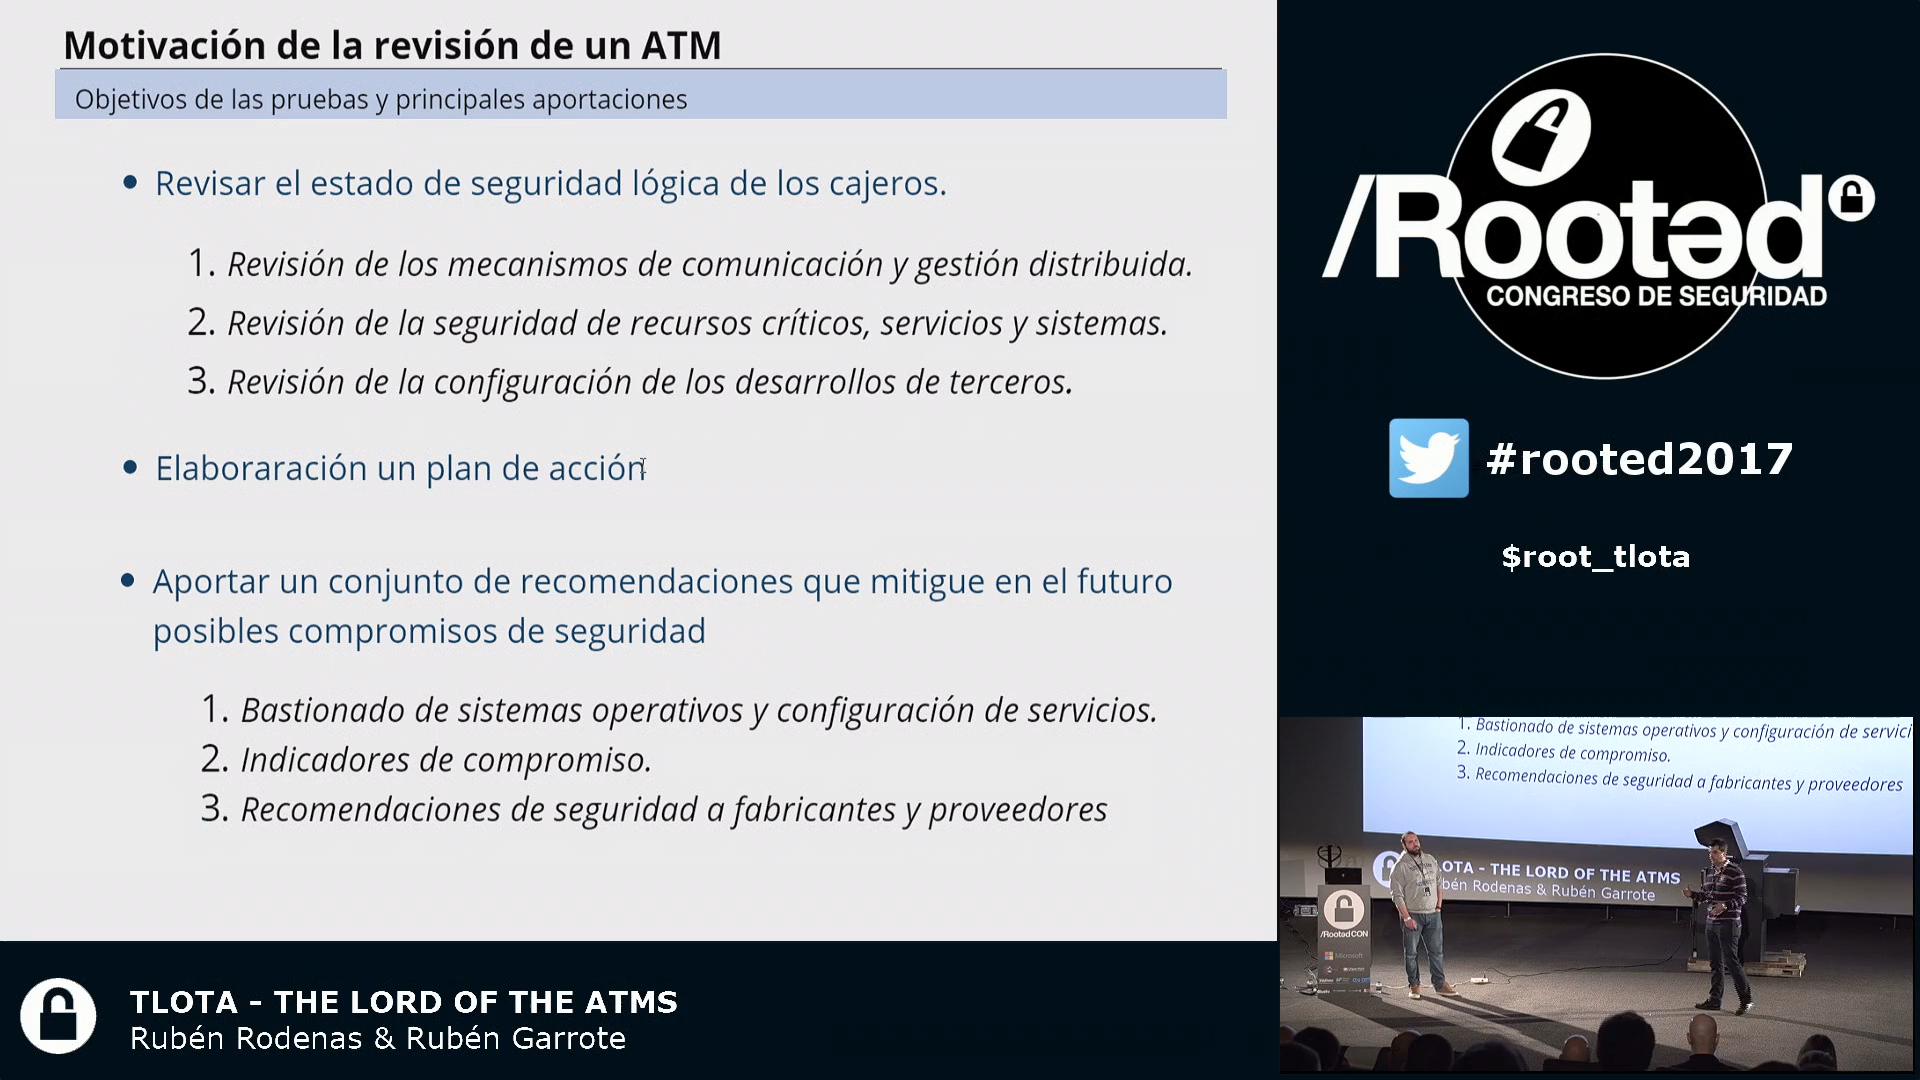 Motivación de la revisión de un ATM
Objetivos de las pruebas y principales aportaciones
• Revisar el estado de seguridad lógica de los cajeros.
1. Revisión de los mecanismos de comunicación y gestión distribuida.
2. Revisión de la seguridad de recursos críticos, servicios y sistemas.
3. Revisión de la configuración de los desarrollos de terceros.
• Elaboraración un plan de acción
• Aportar un conjunto de recomendaciones que mitigue en el futuro
posibles compromisos de seguridad
1. Bastionado de sistemas operativos y configuración de servicios.
2. Indicadores de compromiso.
3. Recomendaciones de seguridad a fabricantes y proveedores
TLOTA - THE LORD OF THE ATMS
Rubén Rodenas & Rubén Garrote
/Rootəd
CONGRESO DE SEGURIDAD
#rooted2017
$root_tlota
1. Bastionado de sistemas operativos y configuración de servici
2. Indicadores de compromiso.
3. Recomendaciones de seguridad a fabricantes y proveedores
OTA - THE LORD OF THE ATMS
bén Rodenas & Rubén Garrote
/RootedCON
Microsoft